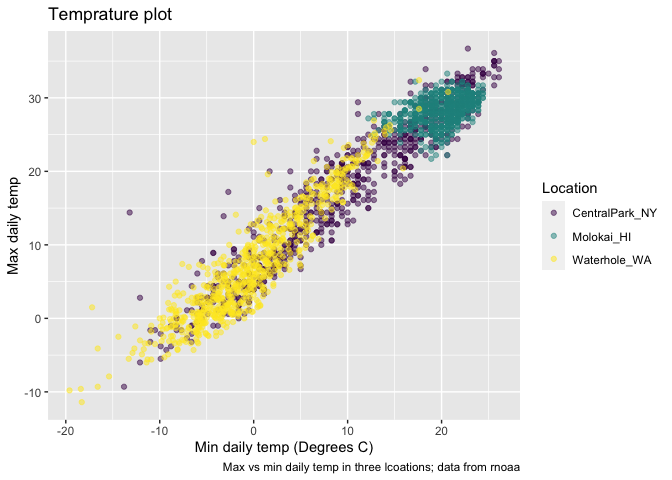 Temprature plot
Max daily temp
30
20
10
0
-10
-20
-10
0
10
20
Min daily temp (Degrees C)
Max vs min daily temp in three lcoations; data from rnoaa
Location
CentralPark_NY
Molokai_HI
Waterhole_WA